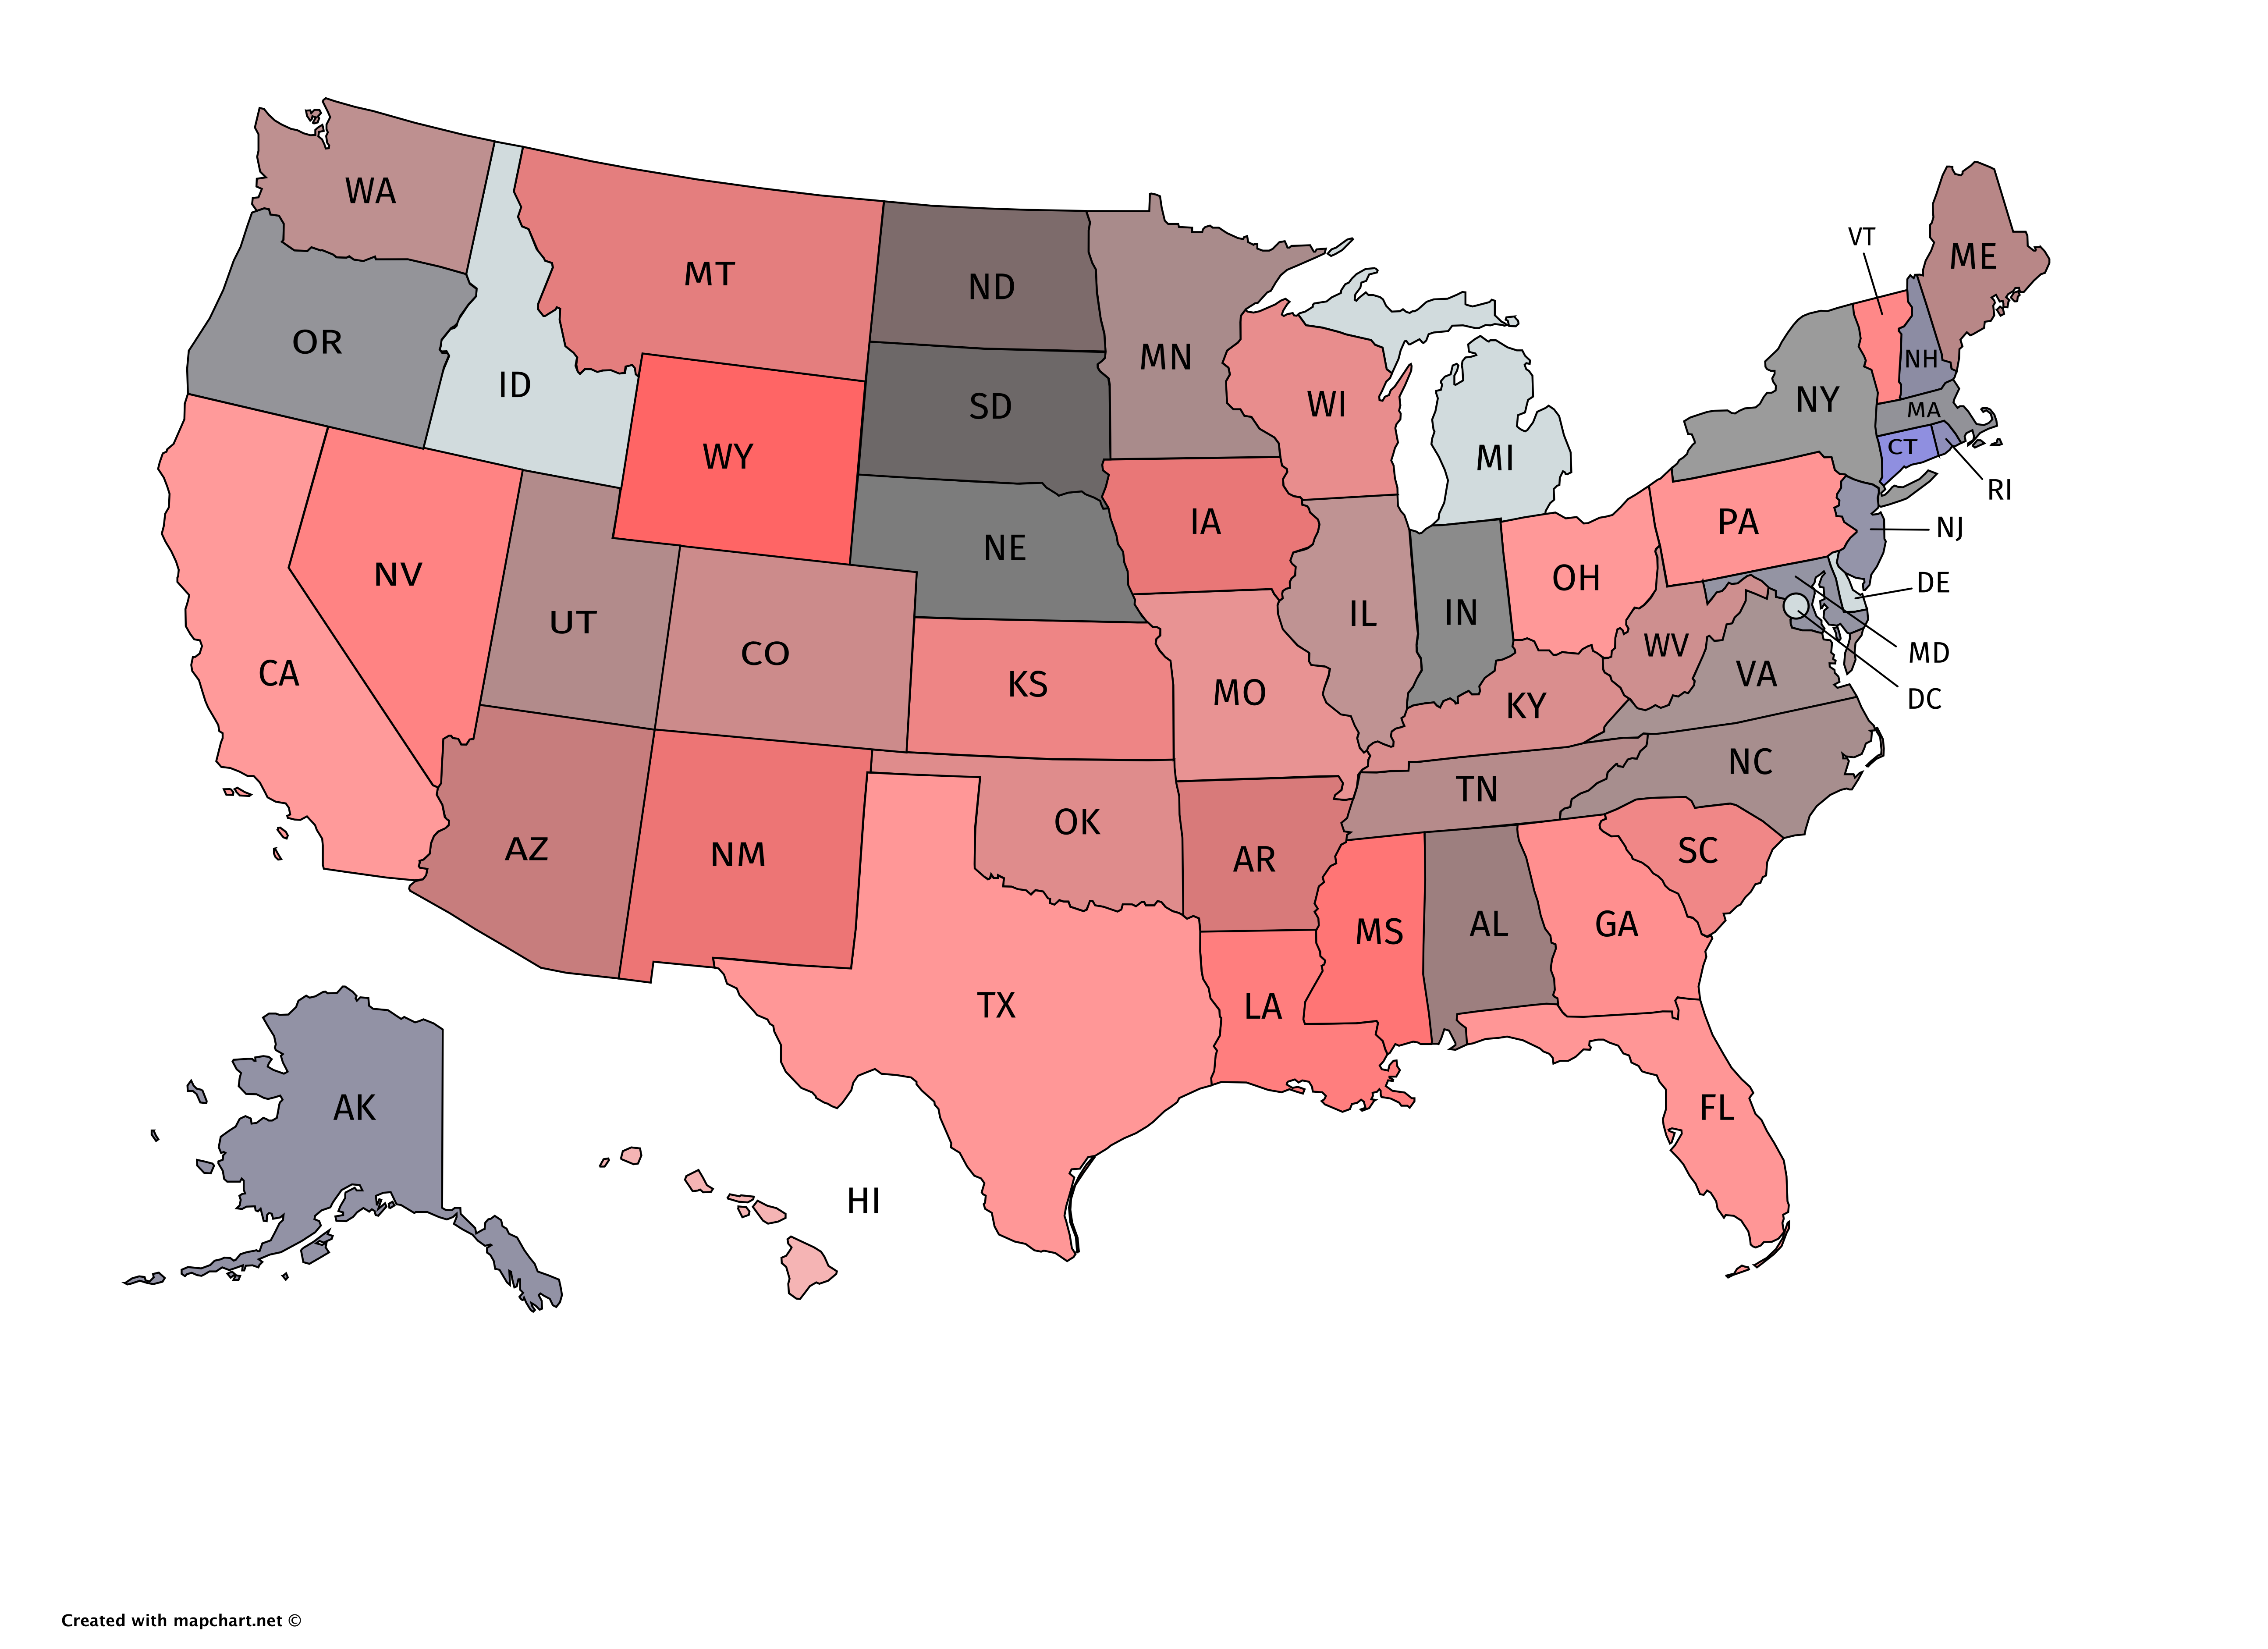 WA
VT
ME
MT
ND
OR
MN
NH
ID
SD
WI
NY
MA
CT
WY
MI
RI
IA
PA
NJ
NE
NV
OH
DE
UT
IL
IN
CO
WV
MD
CA
KS
VA
MO
KY
DC
NC
TN
OK
AZ
NM
AR
SC
MS
AL
GA
TX
LA
AK
FL
HI
Created with mapchart.net ©